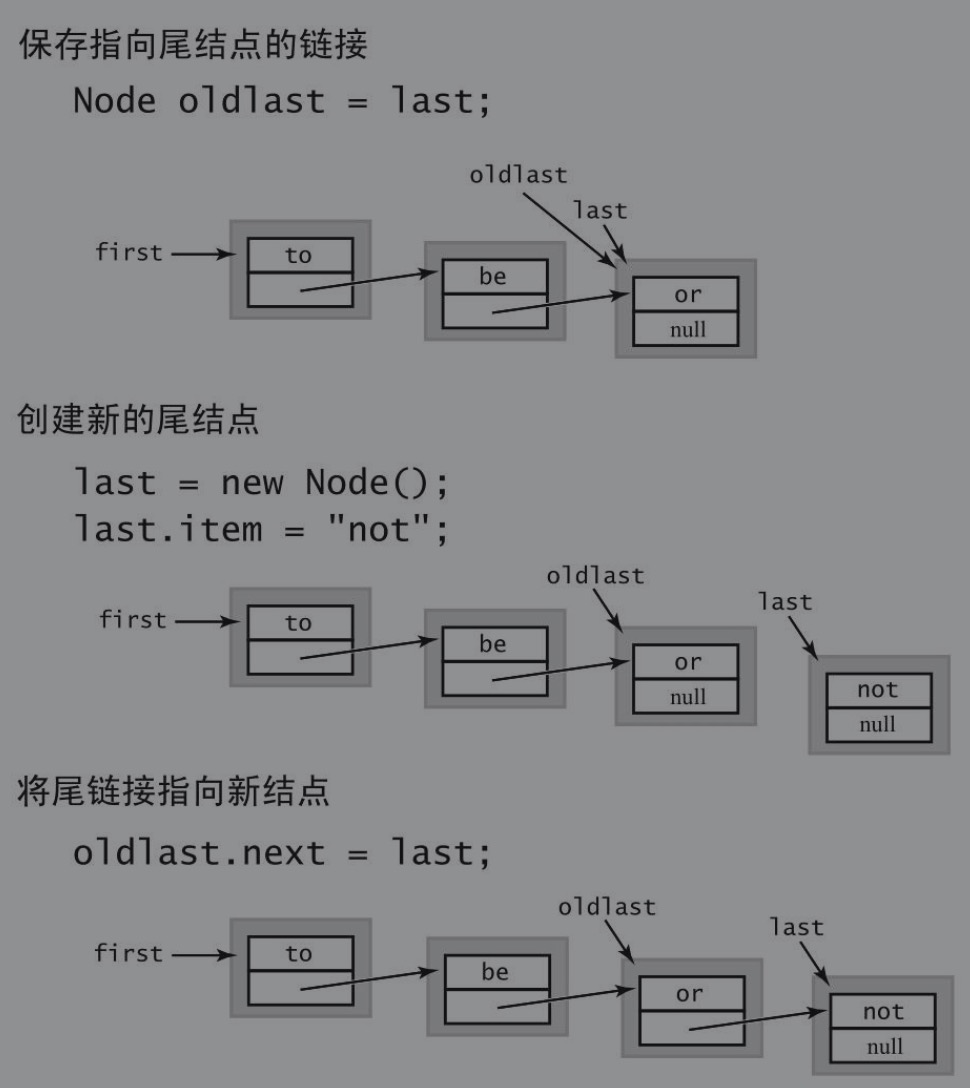 保存指向尾结点的链接
Node oldlast = last;
oldlast
last
first
to
be
or
null
创建新的尾结点
last = new Node();
last.item = "not";
oldlast
last
first
to
be
or
null
not
null
将尾链接指向新结点
oldlast.next = last;
oldlast
last
first
to
be
or
not
null